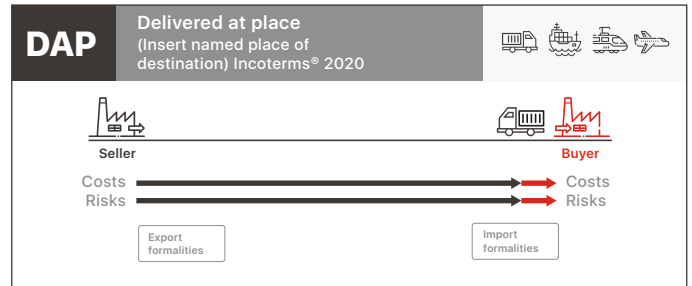 DAP
Delivered at place
(Insert named place of
destination) Incoterms® 2020
Seller
Buyer
Costs
Costs
Risks
Risks
Export
formalities
Import
formalities